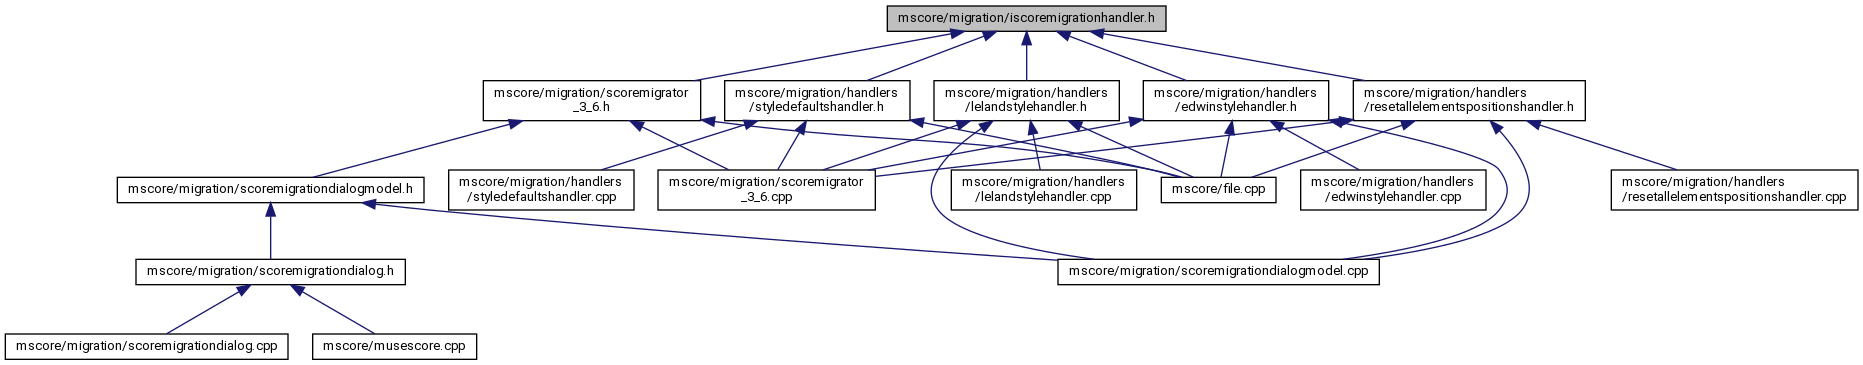 mscore/migration/iscoremigrationhandler.h
mscore/migration/scoremigrator
_3_6.h
mscore/migration/handlers
/styledefaultshandler.h
mscore/migration/handlers
/lelandstylehandler.h
mscore/migration/handlers
/edwinstylehandler.h
mscore/migration/handlers
/resetallelementspositionshandler.h
mscore/migration/scoremigrationdialogmodel.h
mscore/migration/handlers
/styledefaultshandler.cpp
mscore/migration/scoremigrator
_3_6.cpp
mscore/migration/handlers
/lelandstylehandler.cpp
mscore/file.cpp
mscore/migration/handlers
/edwinstylehandler.cpp
mscore/migration/handlers
/resetallelementspositionshandler.cpp
mscore/migration/scoremigrationdialog.h
mscore/migration/scoremigrationdialogmodel.cpp
mscore/migration/scoremigrationdialog.cpp
mscore/musescore.cpp